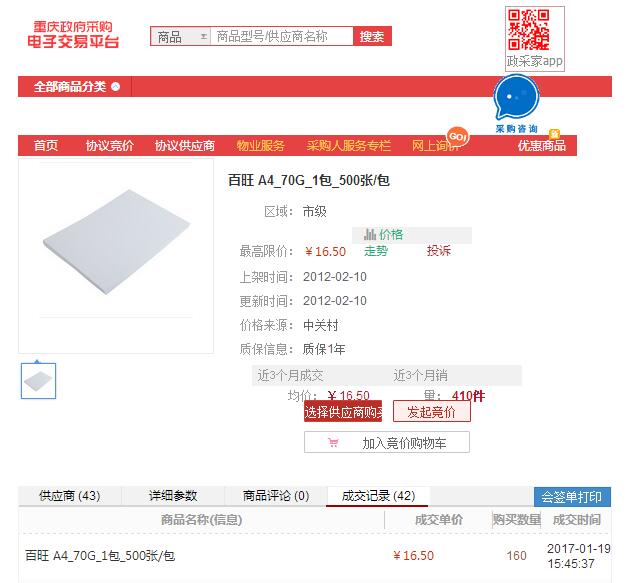 重庆政府采购
电子交易平台
商品 商品型号/供应商名称 搜索
政采家app
全部商品分类
采购咨询
首页 协议竞价 协议供应商 物业服务 采购人服务专栏 网上询价 GO! 优惠商品
百旺 A4_70G_1包_500张/包
区域： 市级
最高限价： ￥16.50 价格走势 投诉
上架时间： 2012-02-10
更新时间： 2012-02-10
价格来源： 中关村
质保信息： 质保1年
近3个月成交均价： ￥16.50 近3个月销量： 410件
选择供应商购买 发起竞价
加入竞价购物车
供应商 (43) 详细参数 商品评论 (0) 成交记录 (42) 会签单打印
商品名称(信息) 成交单价 购买数量 成交时间
百旺 A4_70G_1包_500张/包 ￥16.50 160 2017-01-19
15:45:37